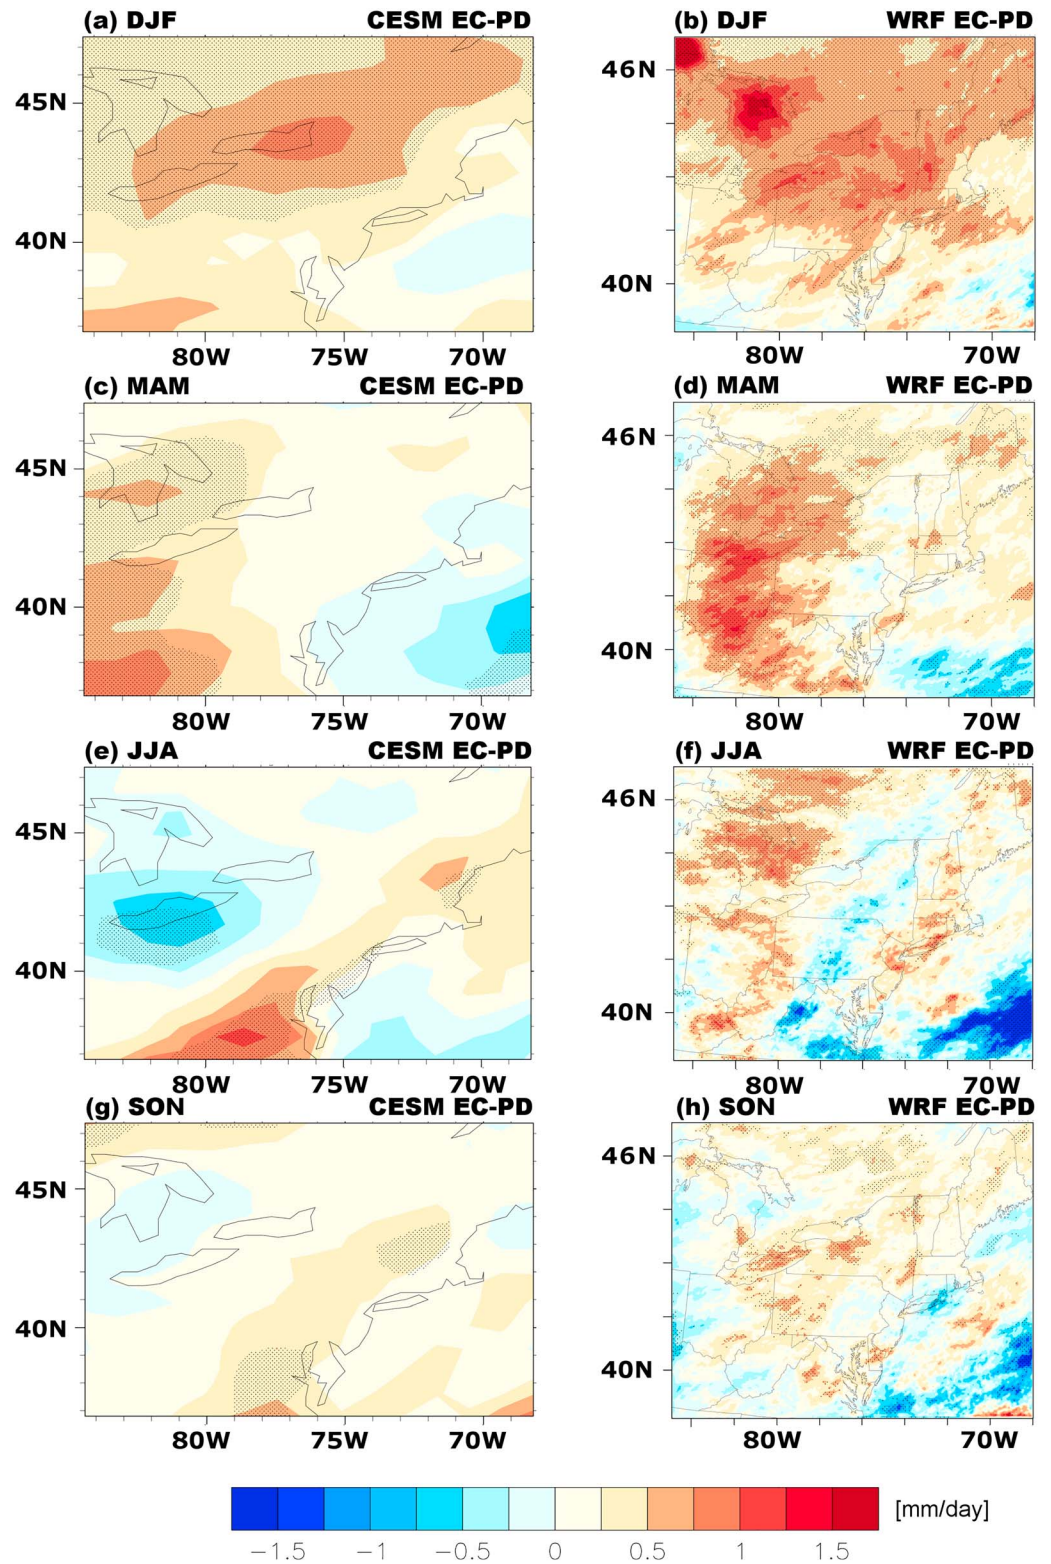 (a) DJF CESM EC-PD (b) DJF WRF EC-PD
45N 46N
40N 40N
80W 75W 70W 80W 70W
(c) MAM CESM EC-PD (d) MAM WRF EC-PD
45N 46N
40N 40N
80W 75W 70W 80W 70W
(e) JJA CESM EC-PD (f) JJA WRF EC-PD
45N 46N
40N 40N
80W 75W 70W 80W 70W
(g) SON CESM EC-PD (h) SON WRF EC-PD
45N 46N
40N 40N
80W 75W 70W 80W 70W
[mm/day]
−1.5 −1 −0.5 0 0.5 1 1.5